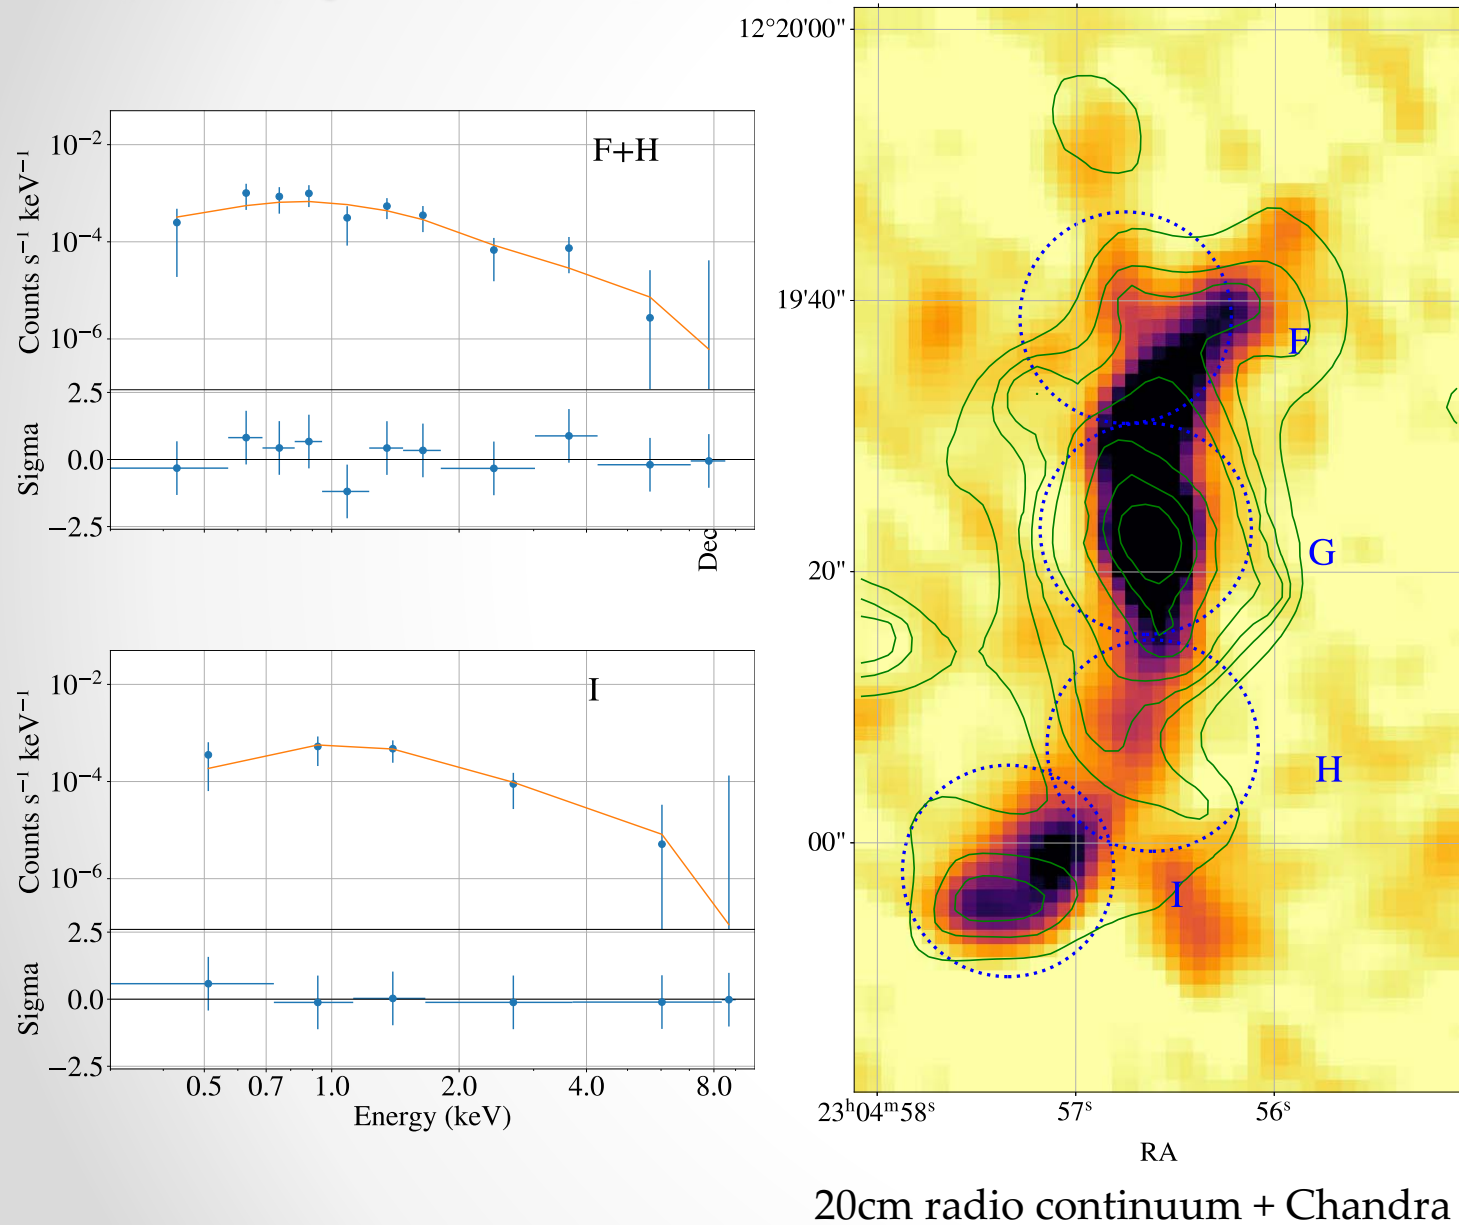 F+H
10⁻²
10⁻⁴
10⁻⁶
Counts s⁻¹ keV⁻¹
2.5
0.0
−2.5
Sigma
Dec
I
10⁻²
10⁻⁴
10⁻⁶
Counts s⁻¹ keV⁻¹
2.5
0.0
−2.5
Sigma
0.5 0.7 1.0 2.0 4.0 8.0
Energy (keV)
12°20'00"
19'40"
20"
00"
F
G
H
I
23ʰ04ᵐ58ˢ 57ˢ 56ˢ
RA
20cm radio continuum + Chandra